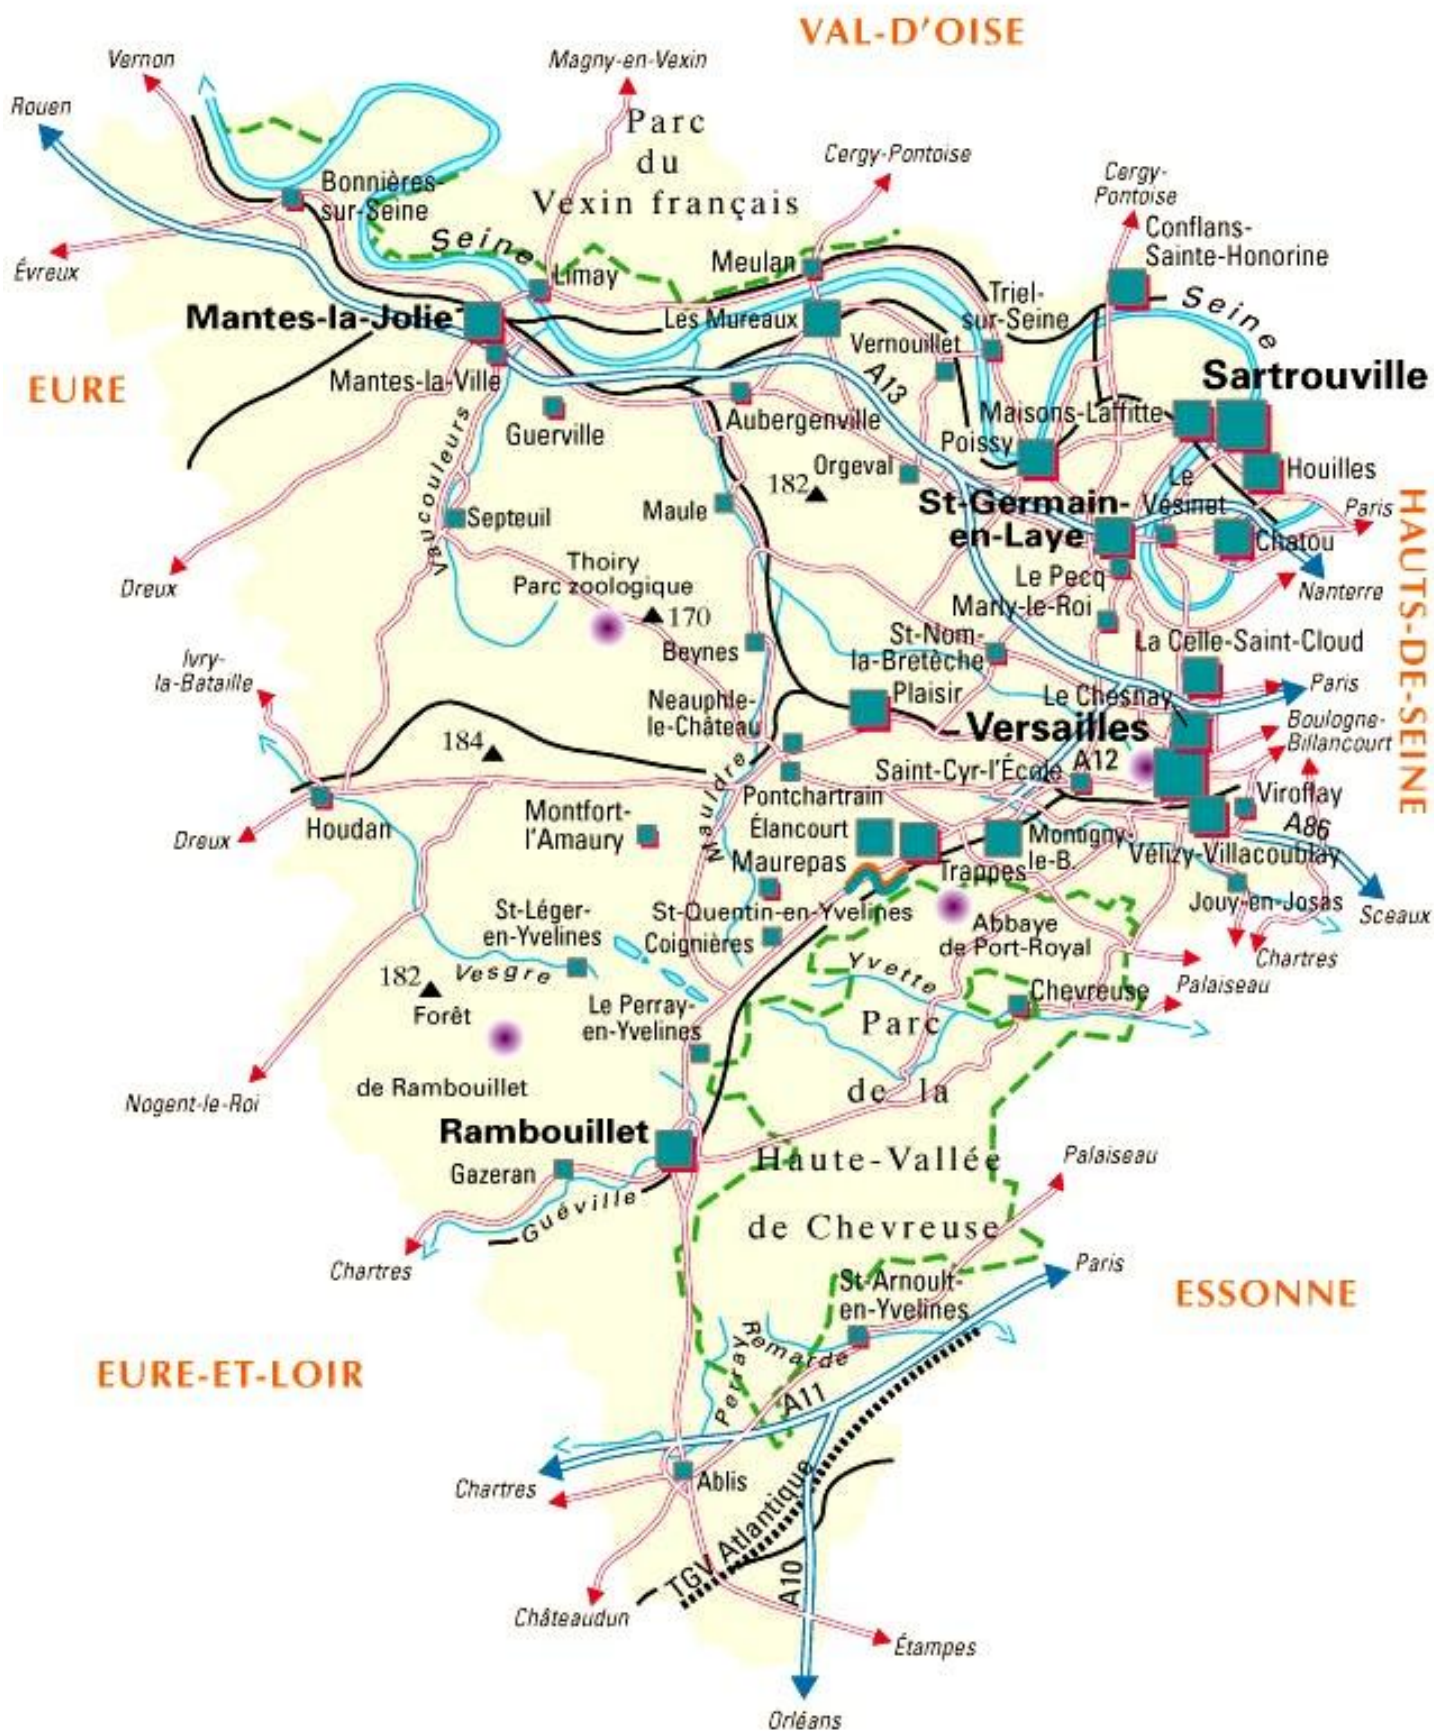 VAL-D'OISE
Vernon
Magny-en-Vexin
Rouen
Parc
du
Vexin français
Cergy-Pontoise
Cergy-
Pontoise
Bonnières-
sur-Seine
Conflans-
Sainte-Honorine
Évreux
Seine
Limay
Meulan
Triel-
sur-Seine
Seine
Mantes-la-Jolie
Les Mureaux
Vernouillet
EURE
Mantes-la-Ville
A13
Sartrouville
Guerville
Aubergenville
Maisons-Laffitte
Poissy
Vaucouleurs
Orgeval
182
Le
Vésinet
Houilles
Septeuil
Maule
St-Germain-
en-Laye
Paris
Chatou
HAUTS-DE-SEINE
Dreux
Thoiry
Parc zoologique
170
Le Pecq
Marly-le-Roi
Nanterre
Ivry-
la-Bataille
Beynes
St-Nom-
la-Bretèche
La Celle-Saint-Cloud
Neauphle-
le-Château
Plaisir
Le Chesnay
Paris
184
Versailles
Boulogne-
Billancourt
Mauldre
Saint-Cyr-l'École
A12
Pontchartrain
Viroflay
Dreux
Houdan
Montfort-
l'Amaury
Élancourt
Montigny-
le-B.
A86
Maurepas
Trappes
Vélizy-Villacoublay
St-Léger-
en-Yvelines
St-Quentin-en-Yvelines
Coignières
Abbaye
de Port-Royal
Jouy-en-Josas
Sceaux
Chartres
182
Vesgre
Yvette
Palaiseau
Forêt
de Rambouillet
Le Perray-
en-Yvelines
Chevreuse
Parc
de la
Haute-Vallée
de Chevreuse
Nogent-le-Roi
Rambouillet
Gazeran
Guéville
Palaiseau
Chartres
Paris
St-Arnoult-
en-Yvelines
ESSONNE
Remarde
Perray
EURE-ET-LOIR
A11
Chartres
Ablis
TGV Atlantique
A10
Châteaudun
Étampes
Orléans